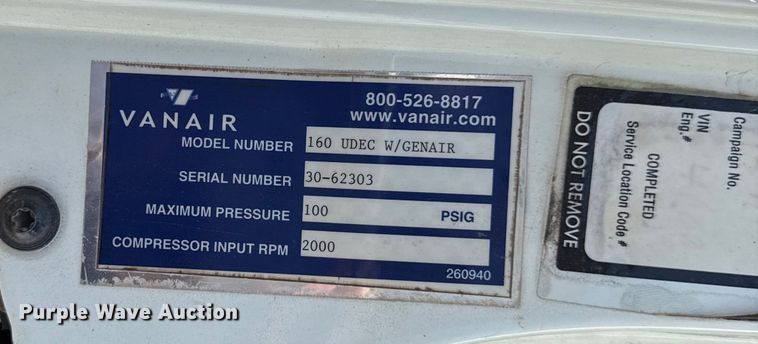 VANAIR
800-526-8817
www.vanair.com
MODEL NUMBER 160 UDEC W/GENAIR
SERIAL NUMBER 30-62303
MAXIMUM PRESSURE 100 PSIG
COMPRESSOR INPUT RPM 2000
260940
DO NOT REMOVE
Campaign No.
VIN
Eng.#
COMPLETED
Service Location Code #
Purple Wave Auction